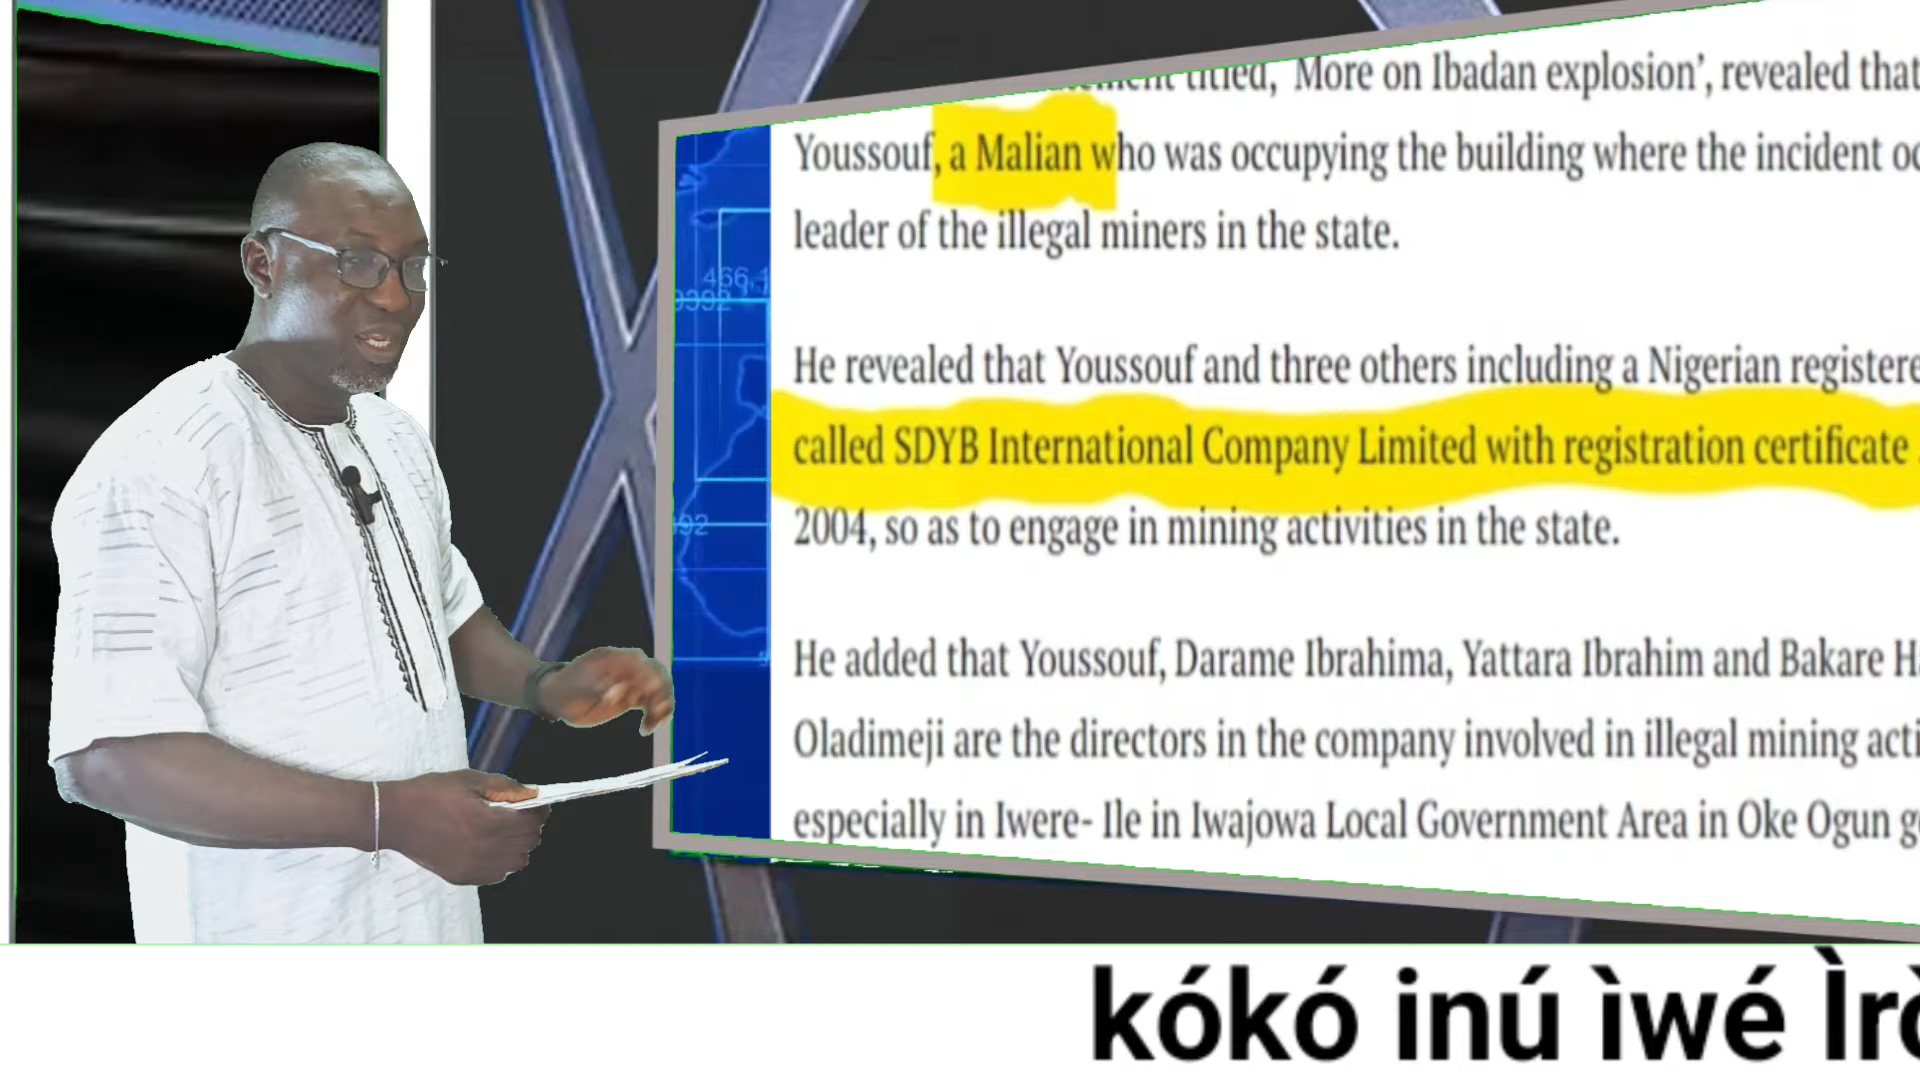 titled, 'More on Ibadan explosion', revealed that
Youssouf, a Malian who was occupying the building where the incident
leader of the illegal miners in the state.
He revealed that Youssouf and three others including a Nigerian
called SDYB International Company Limited with registration certificate
2004, so as to engage in mining activities in the state.
He added that Youssouf, Darame Ibrahima, Yattara Ibrahim and Bakare
Oladimeji are the directors in the company involved in illegal mining
especially in Iwere- Ile in Iwajowa Local Government Area in Oke Ogun
kókó inú ìwé